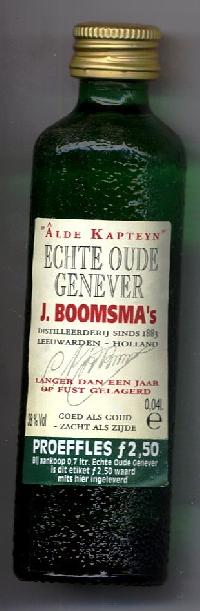 "Âlde Kapteyn"
ECHTE OUDE
GENEVER
J. BOOMSMA's
DISTILLEERDERIJ SINDS 1883
LEEUWARDEN - HOLLAND
LANGER DAN EEN JAAR
OP FUST GELAGERD
0,04L
38% Vol
GOED ALS GOUD
ZACHT ALS ZIJDE
e
PROEFFLES ƒ2,50
Bij aankoop 0,7 ltr. Echte Oude Genever
is dit etiket ƒ 2,50 waard
mits hier ingeleverd